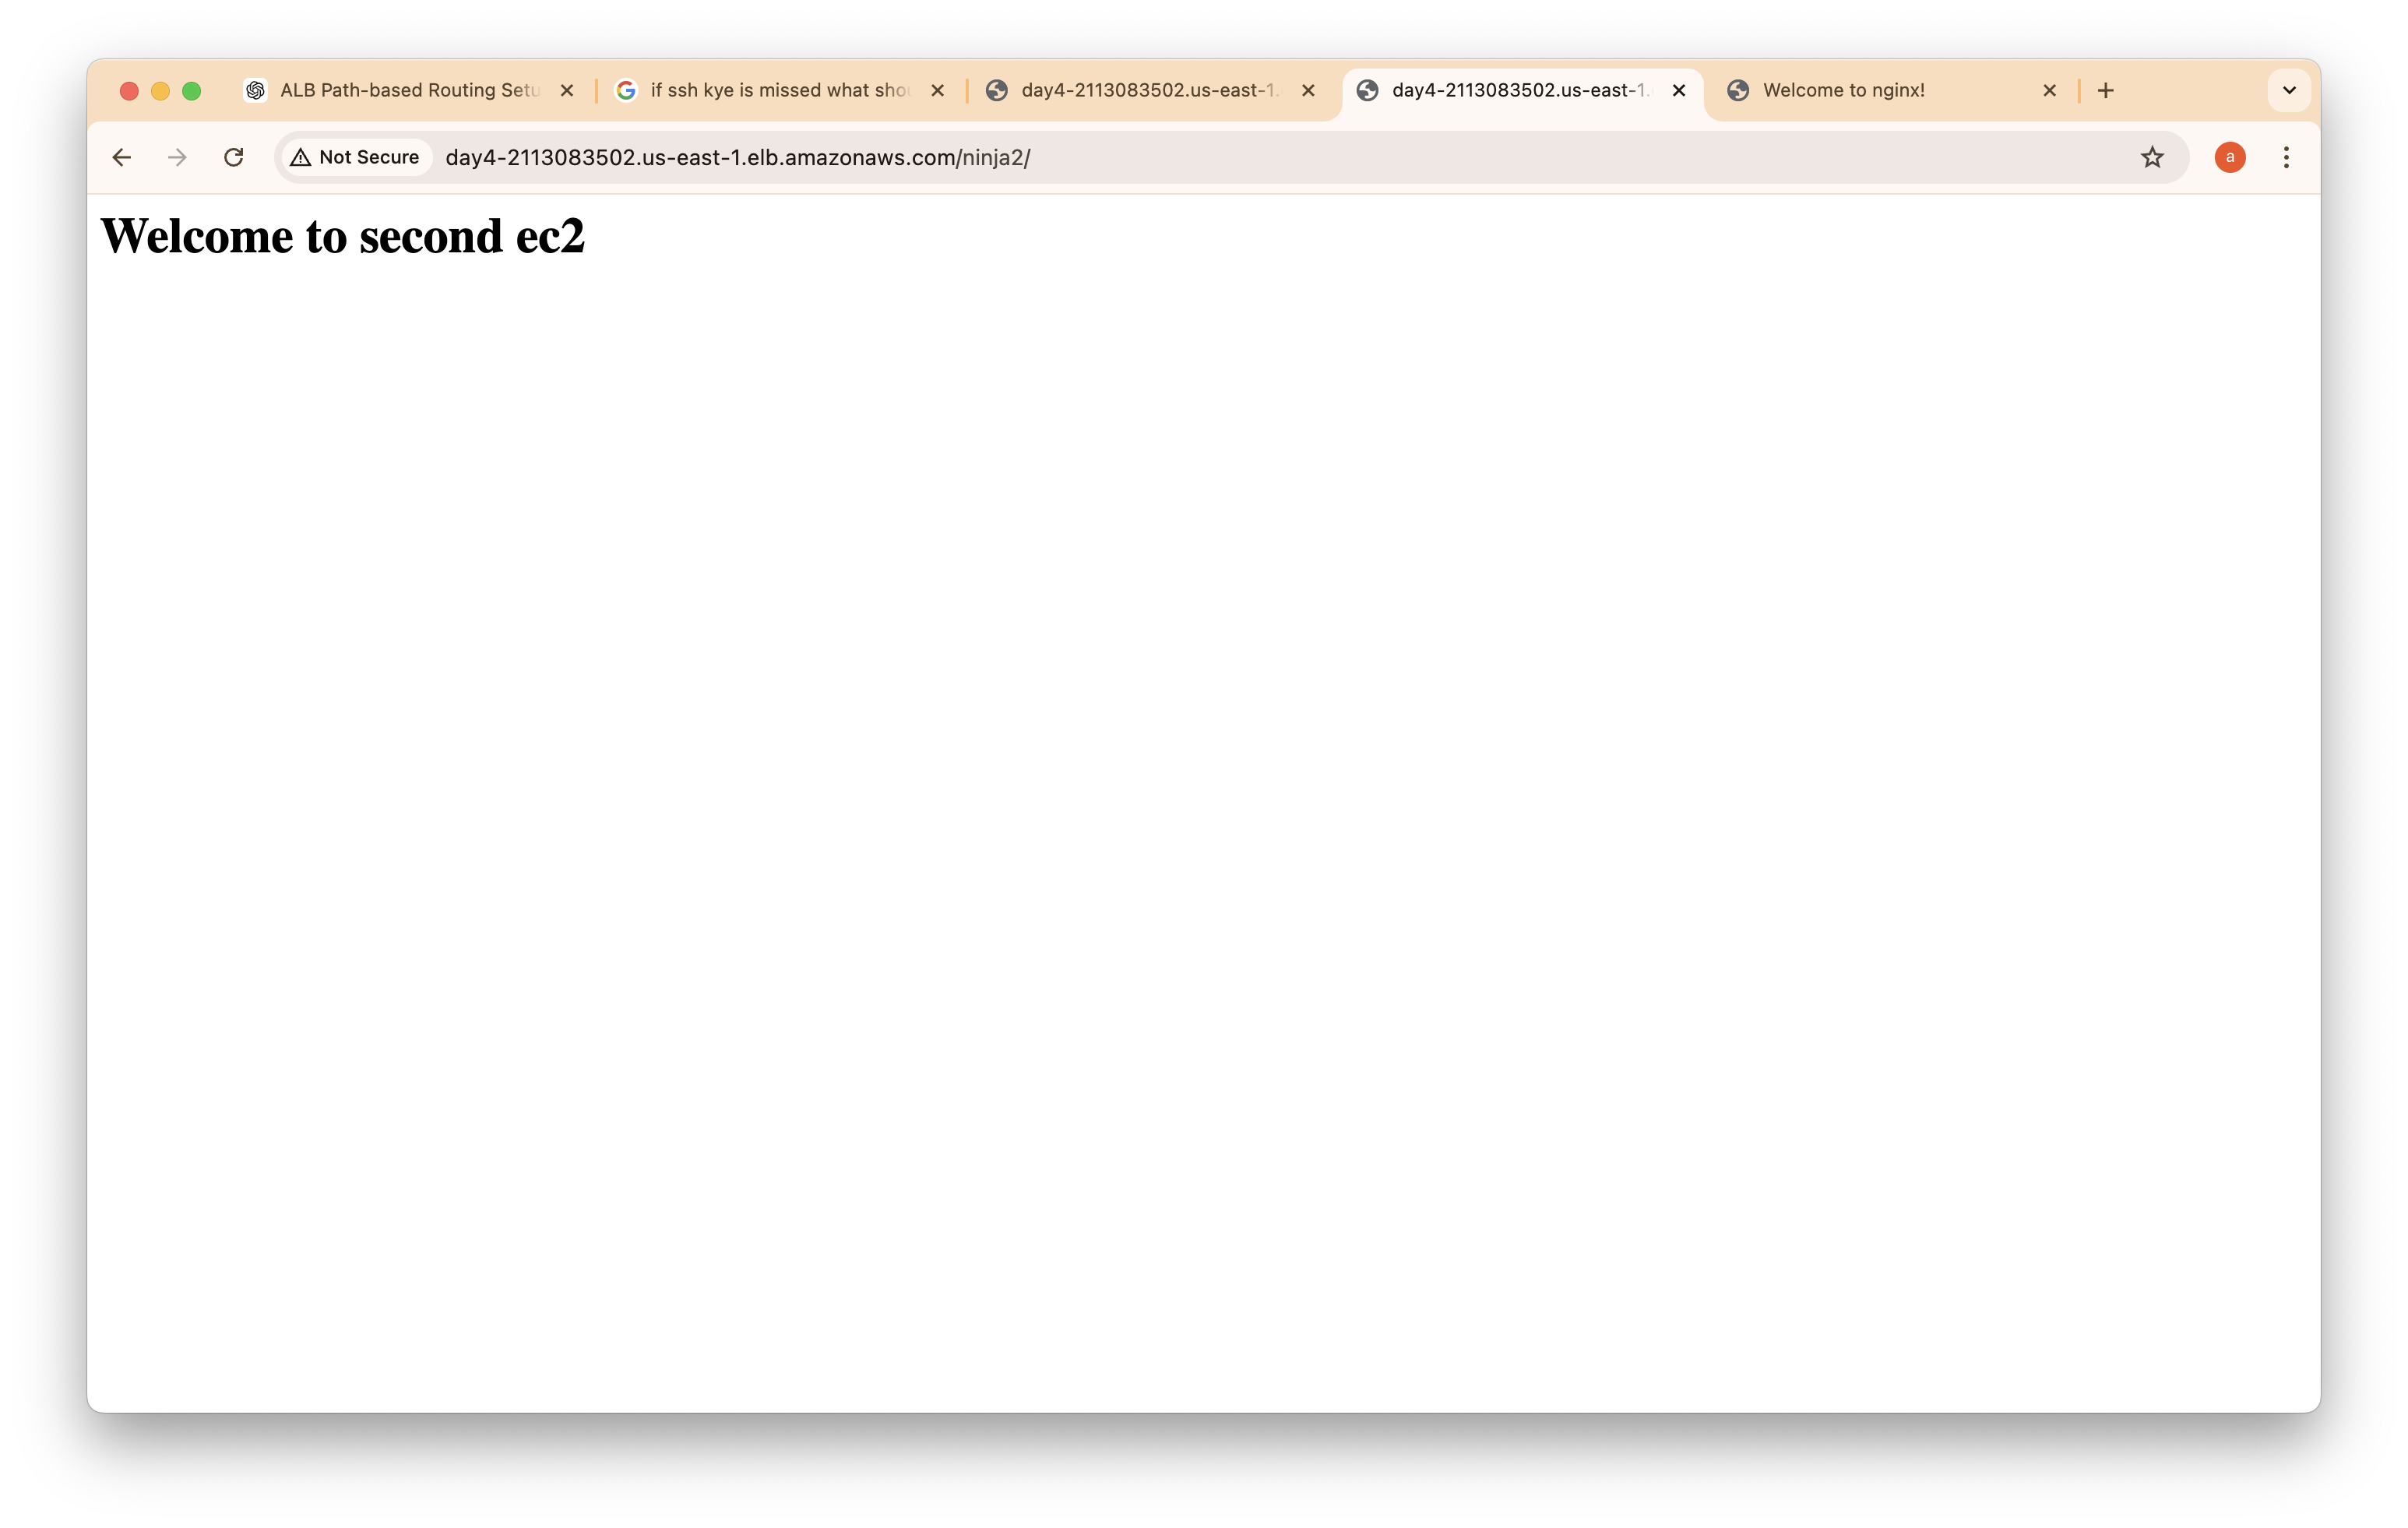 ALB Path-based Routing Setu
if ssh kye is missed what sho
day4-2113083502.us-east-1.
day4-2113083502.us-east-1.
Welcome to nginx!
Not Secure
day4-2113083502.us-east-1.elb.amazonaws.com/ninja2/
a
Welcome to second ec2